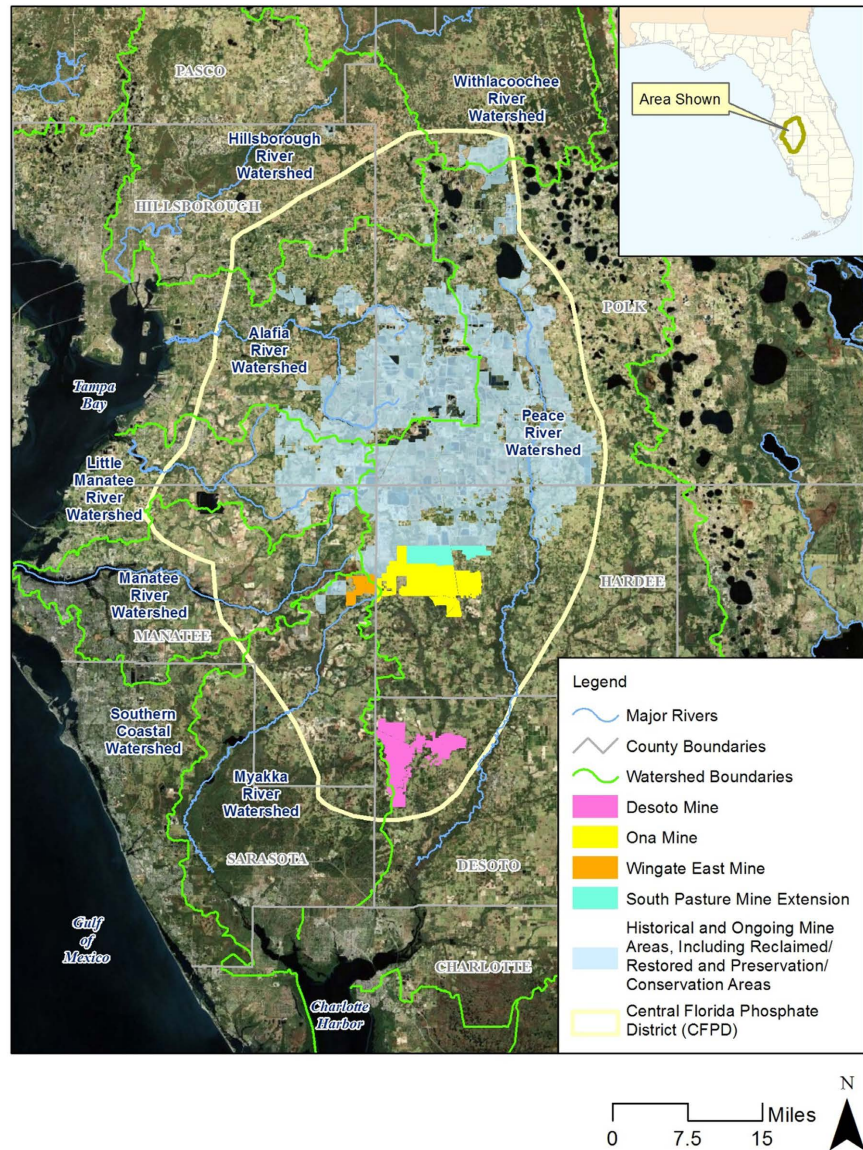 PASCO
Withlacoochee
River
Watershed
Area Shown
Hillsborough
River
Watershed
HILLSBOROUGH
POLK
Alafia
River
Watershed
Tampa
Bay
Peace
River
Watershed
Little
Manatee
River
Watershed
Manatee
River
Watershed
HARDEE
MANATEE
Southern
Coastal
Watershed
Myakka
River
Watershed
SARASOTA
DESOTO
Gulf
of
Mexico
CHARLOTTE
Charlotte
Harbor
Legend
Major Rivers
County Boundaries
Watershed Boundaries
Desoto Mine
Ona Mine
Wingate East Mine
South Pasture Mine Extension
Historical and Ongoing Mine
Areas, Including Reclaimed/
Restored and Preservation/
Conservation Areas
Central Florida Phosphate
District (CFPD)
N
Miles
0 7.5 15